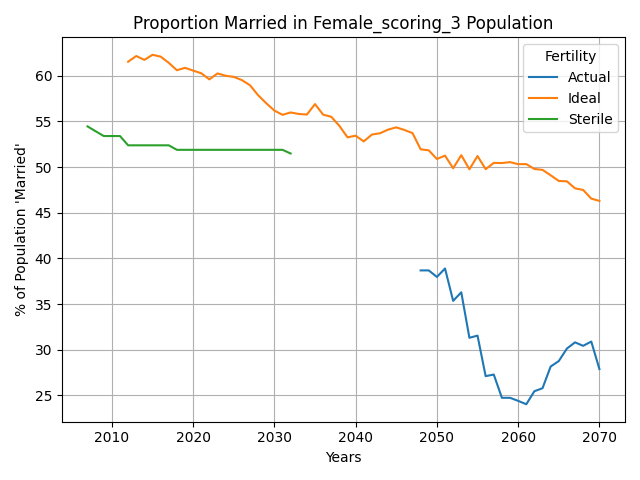 Proportion Married in Female_scoring_3 Population
Fertility
Actual
Ideal
Sterile
% of Population 'Married'
60
55
50
45
40
35
30
25
2010 2020 2030 2040 2050 2060 2070
Years